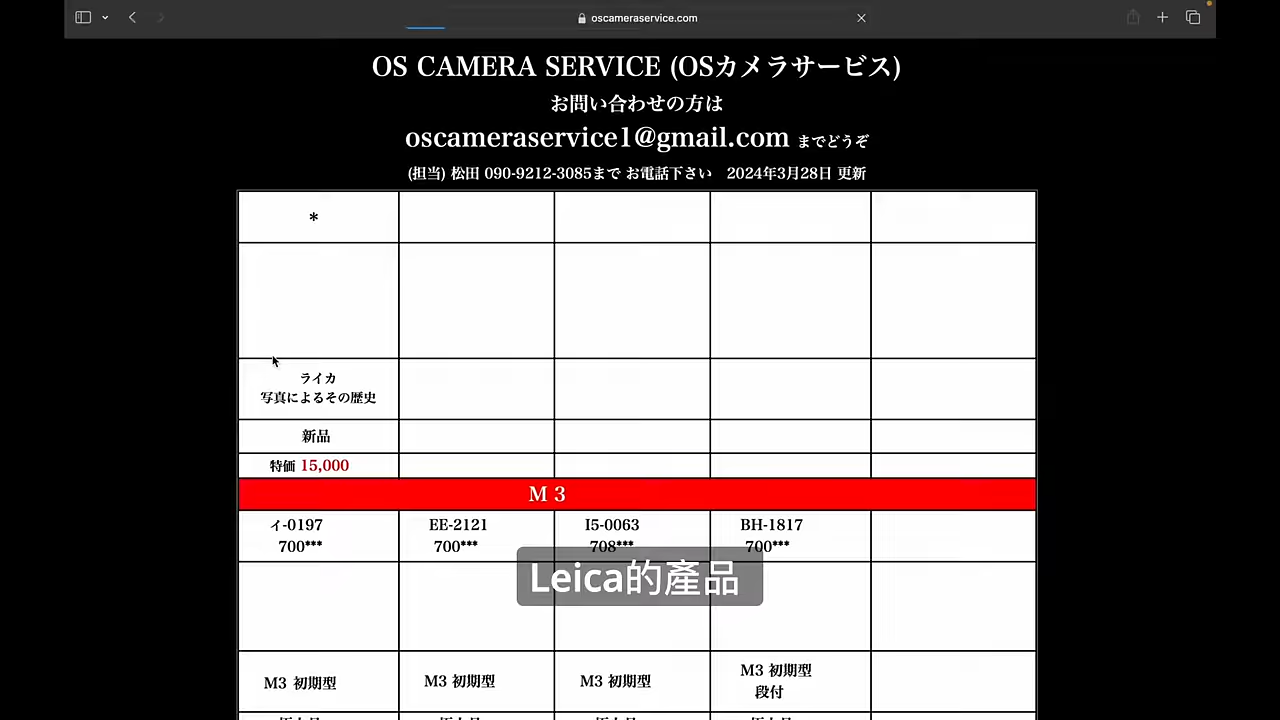 oscameraservice.com
OS CAMERA SERVICE (OSカメラサービス)
お問い合わせの方は
oscameraservice1@gmail.com までどうぞ
(担当) 松田 090-9212-3085まで お電話下さい 2024年3月28日 更新
*
ライカ
写真によるその歴史
新品
特価 15,000
M 3
イ-0197 EE-2121 I5-0063 BH-1817
700*** 700*** 708*** 700***
Leica的產品
M3 初期型 M3 初期型 M3 初期型 M3 初期型
段付